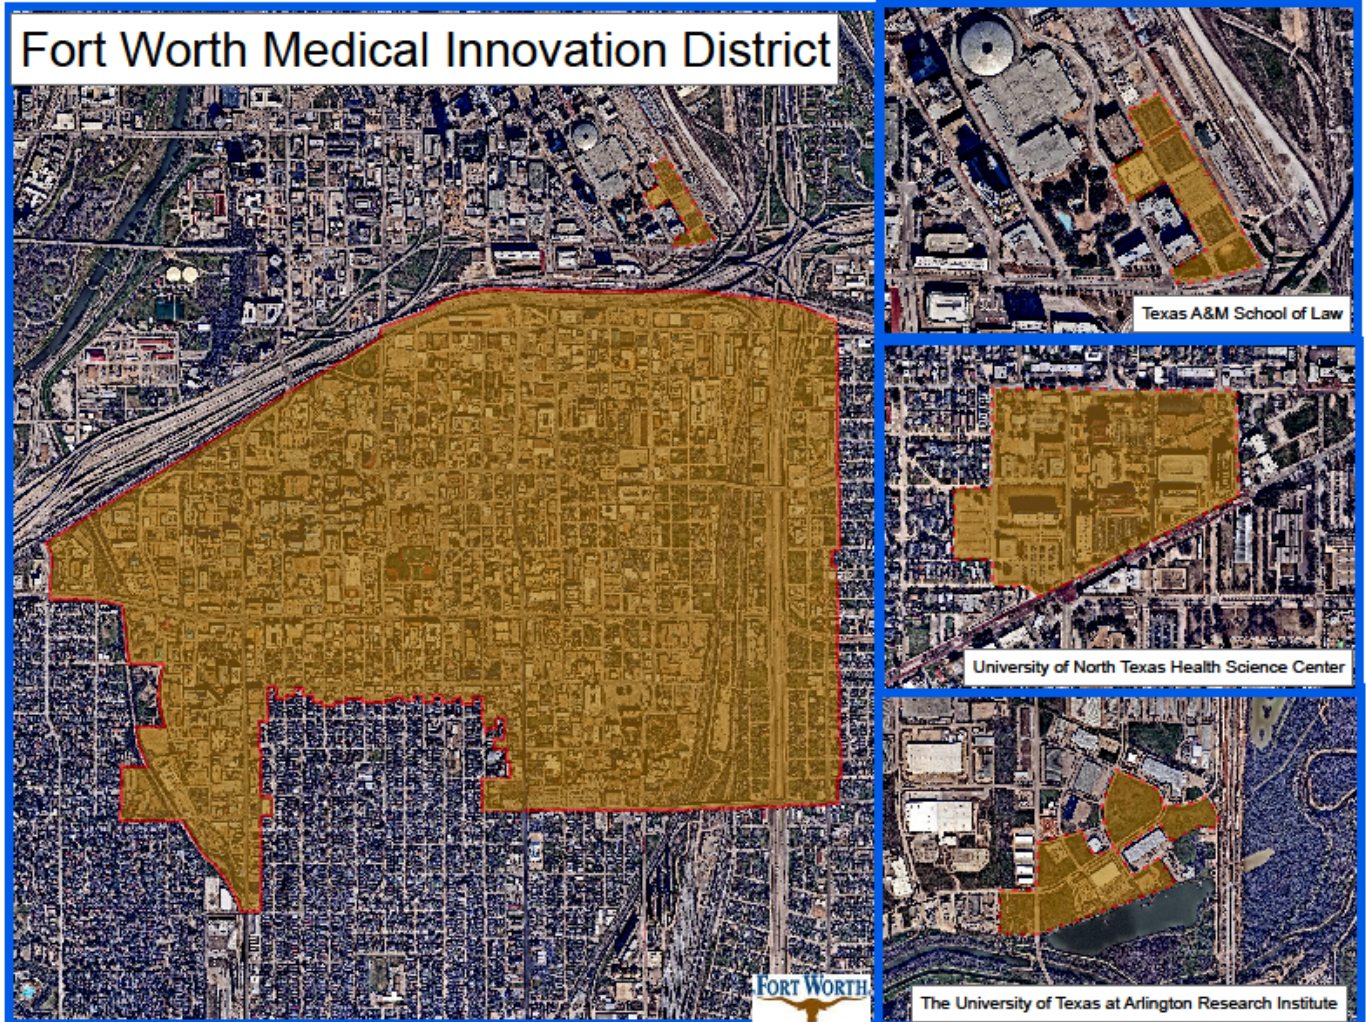 Fort Worth Medical Innovation District
Texas A&M School of Law
University of North Texas Health Science Center
FORT WORTH
The University of Texas at Arlington Research Institute